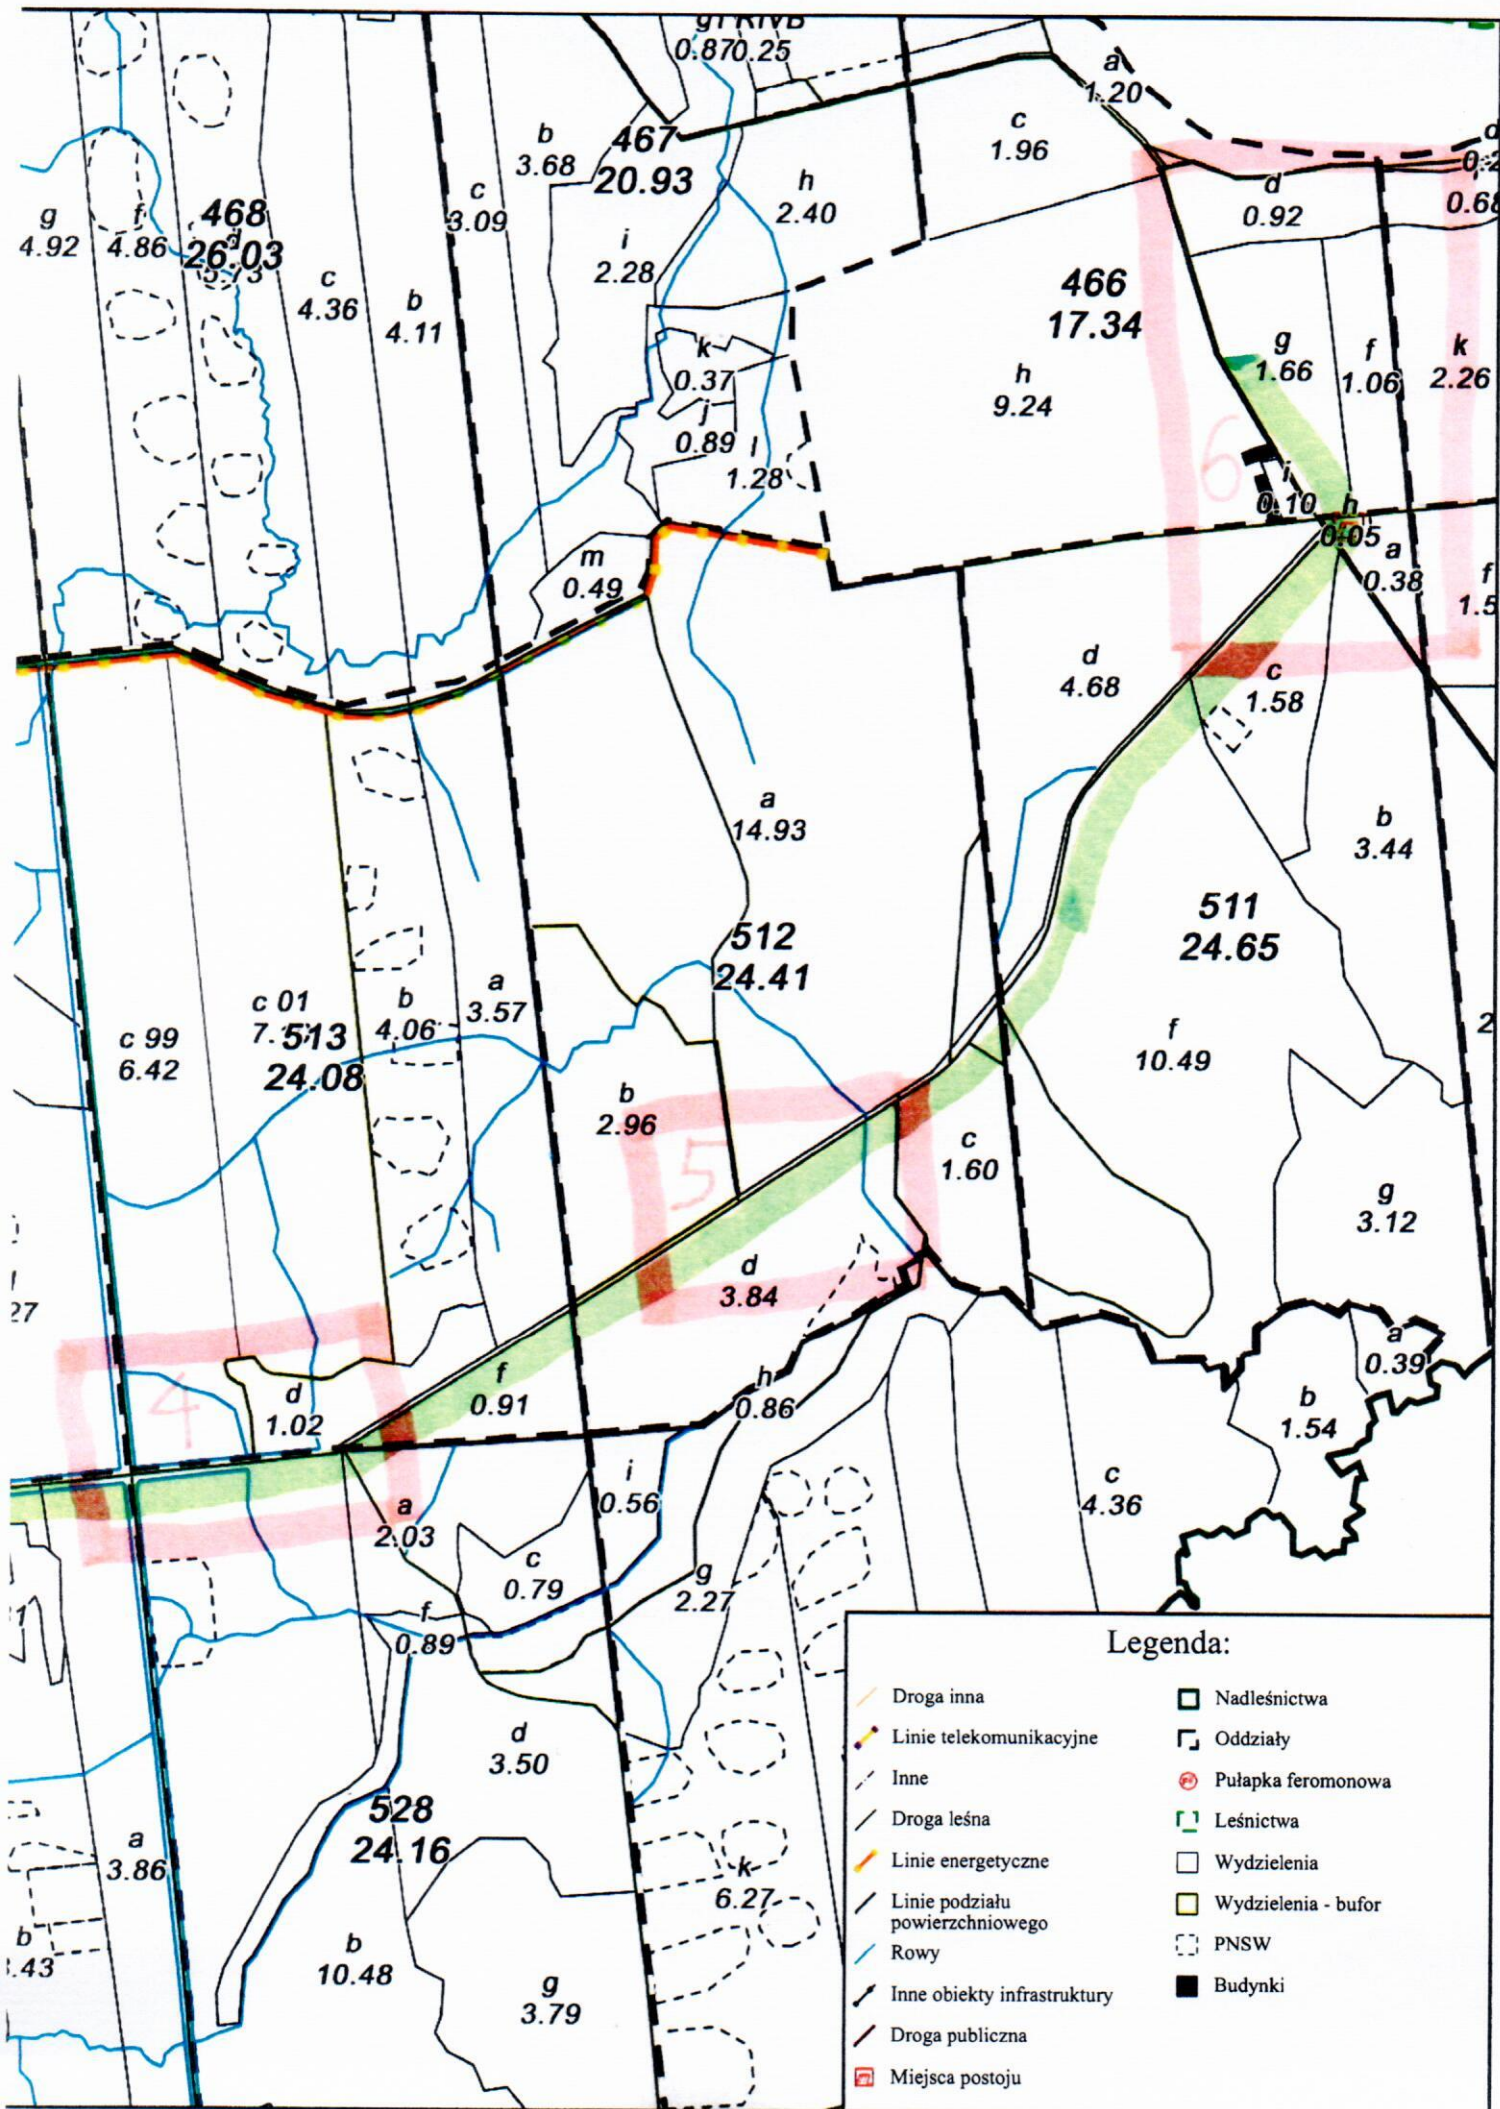 0.87
0.25
a
1.20
c
1.96
b
3.68
467
20.93
h
2.40
c
3.09
g
4.92
f
4.86
468
26.03
d
5.73
c
4.36
b
4.11
i
2.28
d
0.92
0.68
466
17.34
k
0.37
j
0.89
l
1.28
h
9.24
g
1.66
f
1.06
k
2.26
6
i
0.10
h
0.05
a
0.38
f
m
0.49
d
4.68
c
1.58
a
14.93
b
3.44
512
24.41
511
24.65
c 99
6.42
c 01
513
24.08
b
4.06
a
3.57
f
10.49
b
2.96
5
c
1.60
g
3.12
d
3.84
4
d
1.02
f
0.91
h
0.86
a
0.39
b
1.54
a
2.03
i
0.56
c
4.36
c
0.79
g
2.27
f
0.89
d
3.50
528
24.16
a
3.86
b
k
6.27
b
10.48
g
3.79
Legenda:
Droga inna
Linie telekomunikacyjne
Inne
Droga leśna
Linie energetyczne
Linie podziału
powierzchniowego
Rowy
Inne obiekty infrastruktury
Droga publiczna
Miejsca postoju
Nadleśnictwa
Oddziały
Pułapka feromonowa
Leśnictwa
Wydzielenia
Wydzielenia - bufor
PNSW
Budynki